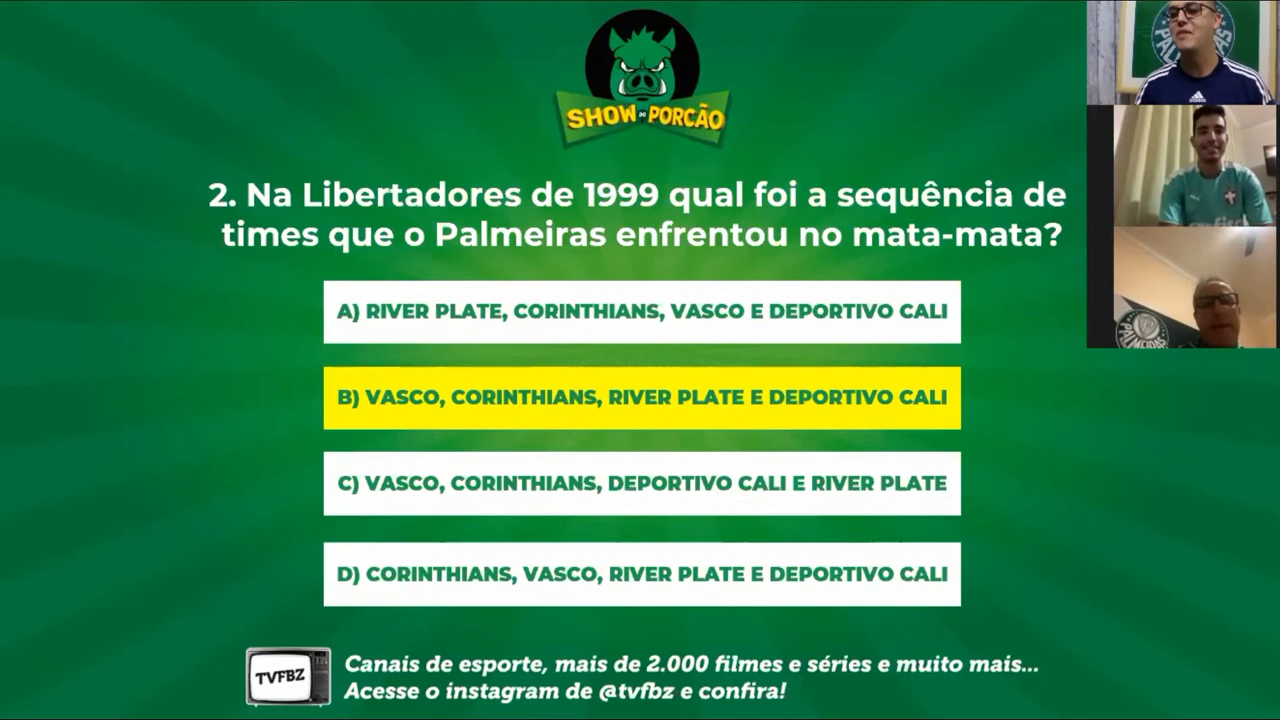 SHOW DO PORCÃO
2. Na Libertadores de 1999 qual foi a sequência de
times que o Palmeiras enfrentou no mata-mata?
A) RIVER PLATE, CORINTHIANS, VASCO E DEPORTIVO CALI
B) VASCO, CORINTHIANS, RIVER PLATE E DEPORTIVO CALI
C) VASCO, CORINTHIANS, DEPORTIVO CALI E RIVER PLATE
D) CORINTHIANS, VASCO, RIVER PLATE E DEPORTIVO CALI
TVFBZ
Canais de esporte, mais de 2.000 filmes e séries e muito mais...
Acesse o instagram de @tvfbz e confira!
adidas
PALMEIRAS